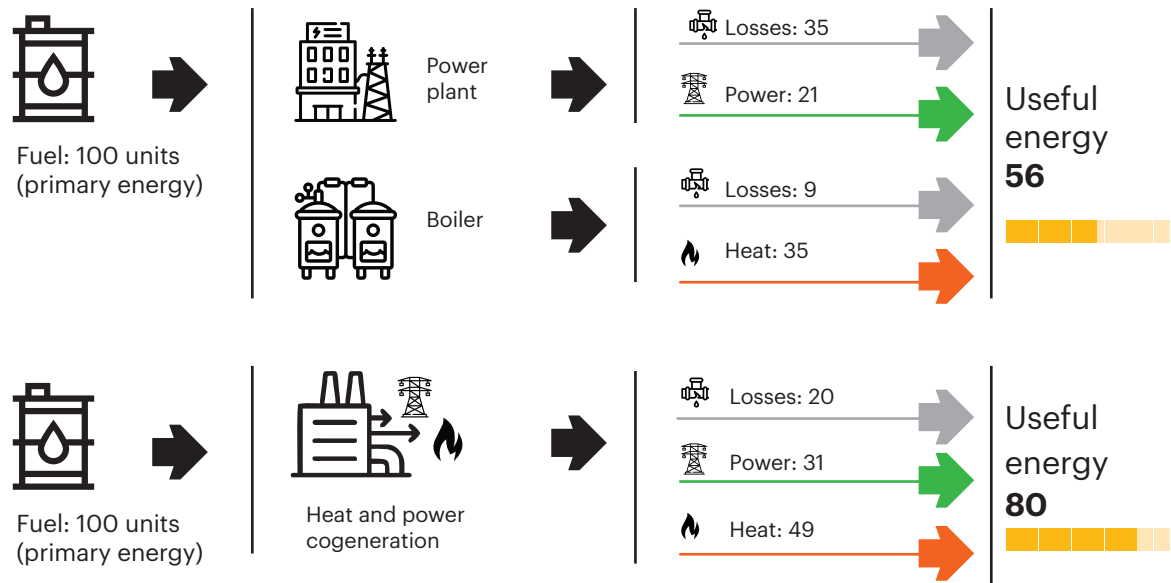 Fuel: 100 units
(primary energy)
Power
plant
Losses: 35
Power: 21
Boiler
Losses: 9
Heat: 35
Useful
energy
56
Fuel: 100 units
(primary energy)
Heat and power
cogeneration
Losses: 20
Power: 31
Heat: 49
Useful
energy
80